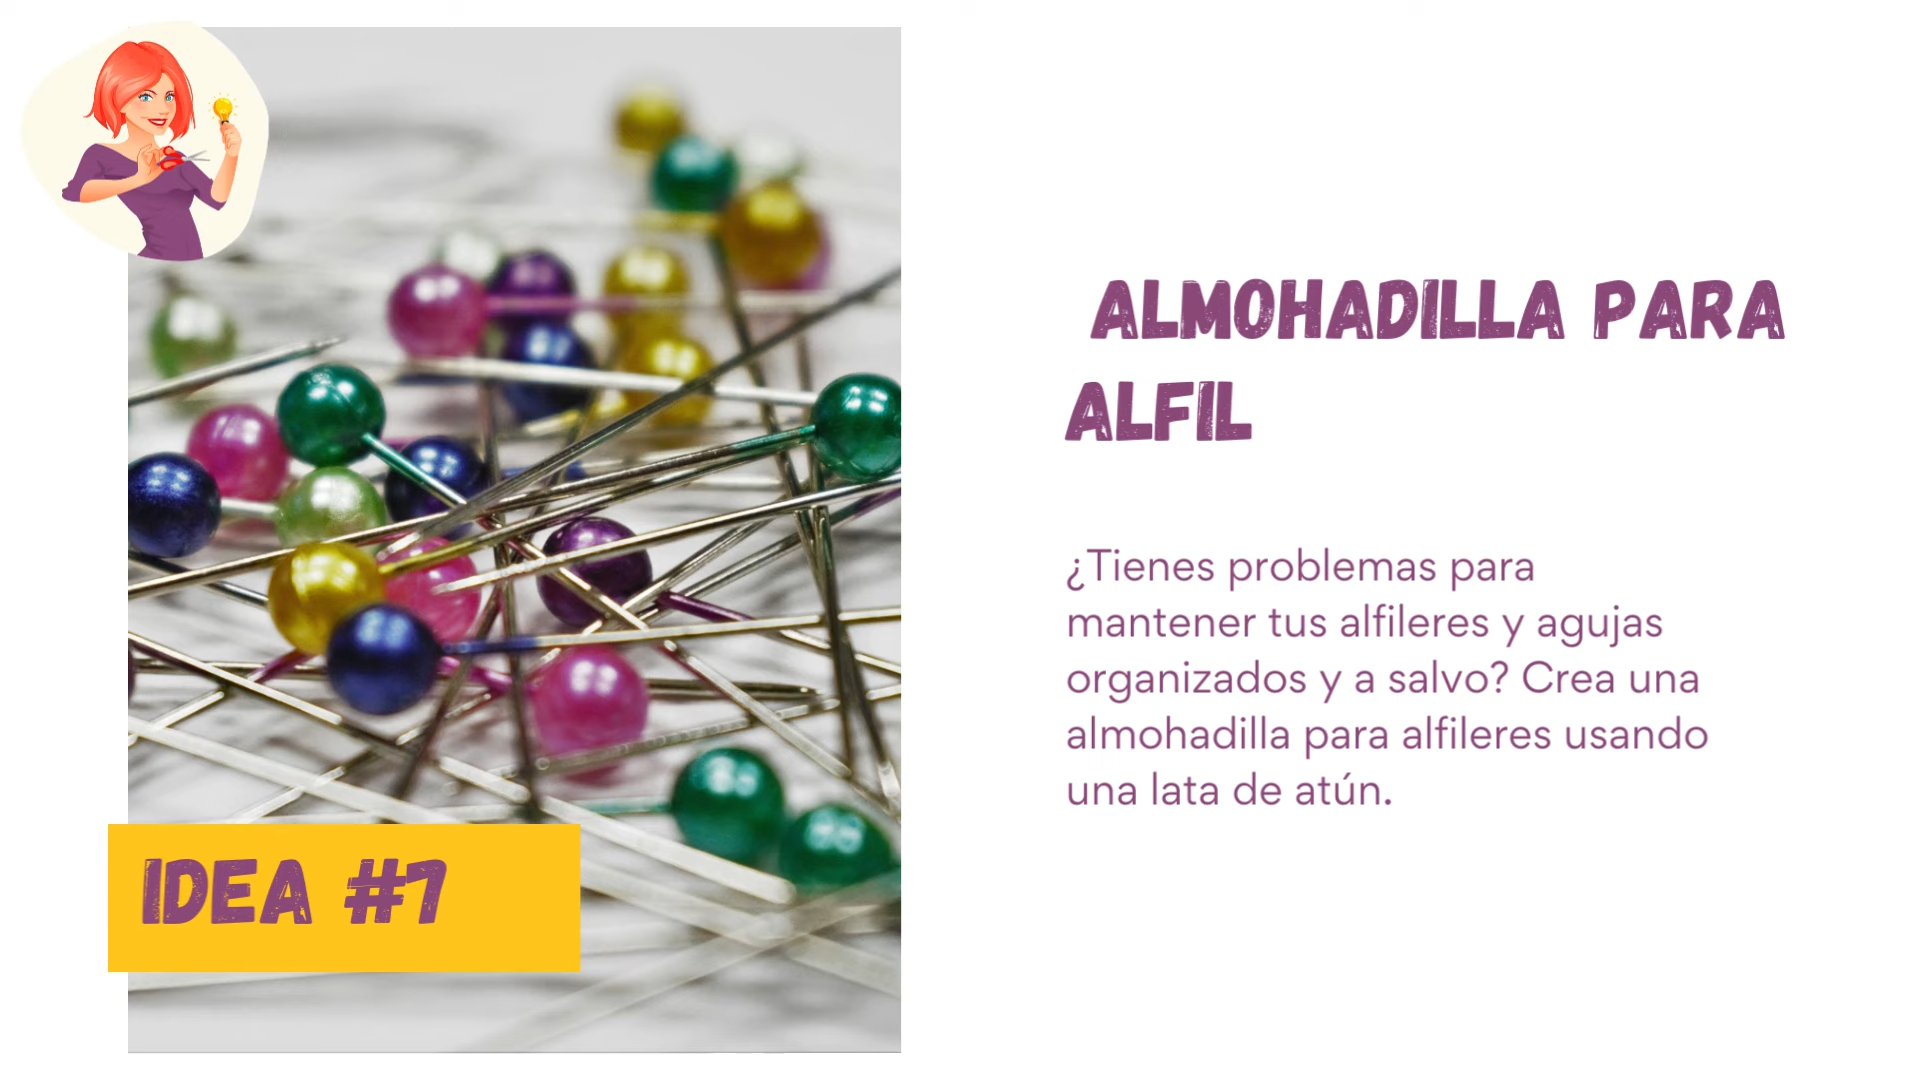 ALMOHADILLA PARA
ALFIL
¿Tienes problemas para
mantener tus alfileres y agujas
organizados y a salvo? Crea una
almohadilla para alfileres usando
una lata de atún.
IDEA #7